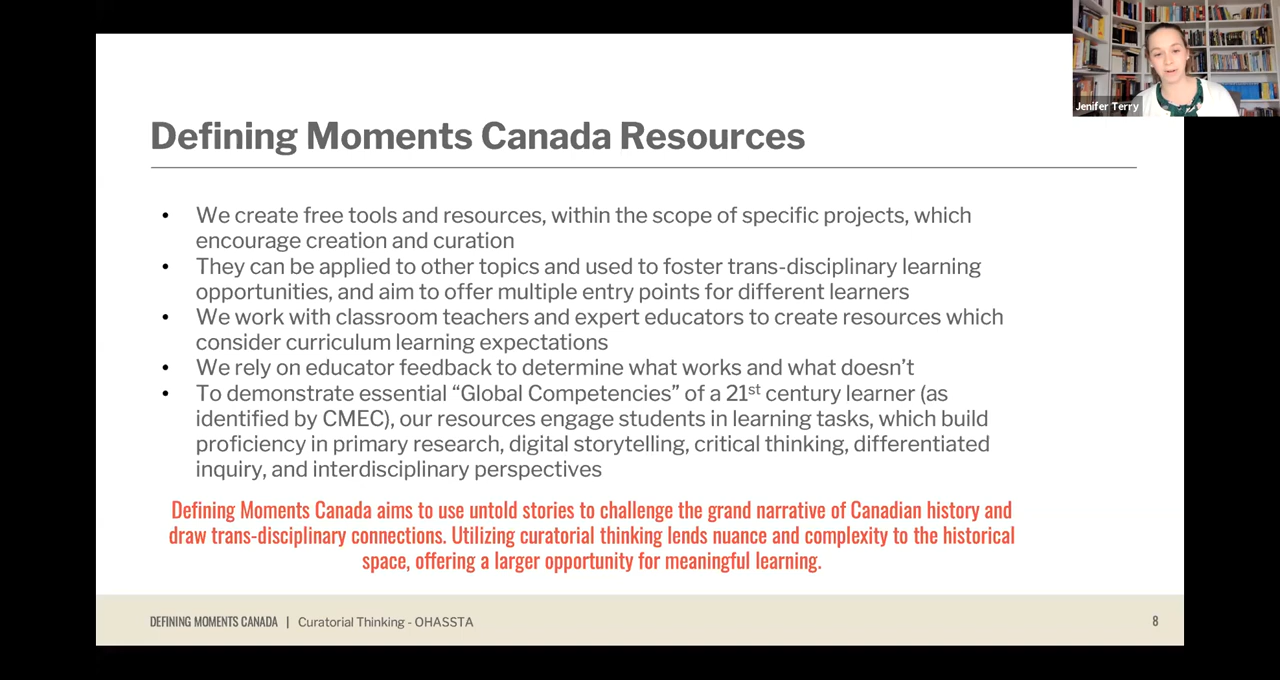 Jenifer Terry
Defining Moments Canada Resources
• We create free tools and resources, within the scope of specific projects, which
encourage creation and curation
• They can be applied to other topics and used to foster trans-disciplinary learning
opportunities, and aim to offer multiple entry points for different learners
• We work with classroom teachers and expert educators to create resources which
consider curriculum learning expectations
• We rely on educator feedback to determine what works and what doesn’t
• To demonstrate essential “Global Competencies” of a 21st century learner (as
identified by CMEC), our resources engage students in learning tasks, which build
proficiency in primary research, digital storytelling, critical thinking, differentiated
inquiry, and interdisciplinary perspectives
Defining Moments Canada aims to use untold stories to challenge the grand narrative of Canadian history and
draw trans-disciplinary connections. Utilizing curatorial thinking lends nuance and complexity to the historical
space, offering a larger opportunity for meaningful learning.
DEFINING MOMENTS CANADA | Curatorial Thinking - OHASSTA 8